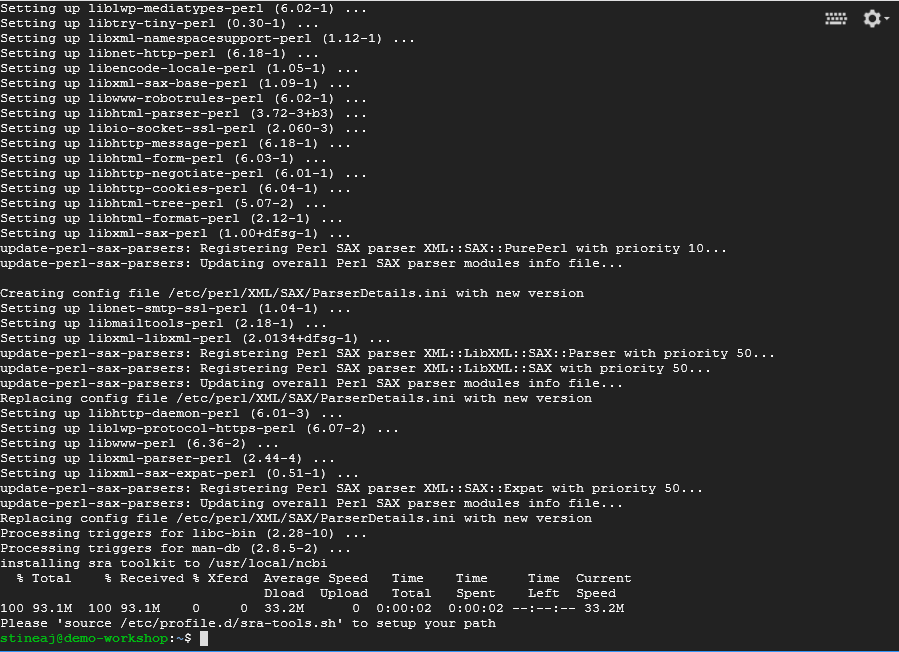 Setting up liblwp-mediatypes-perl (6.02-1) ...
Setting up libtry-tiny-perl (0.30-1) ...
Setting up libxml-namespacesupport-perl (1.12-1) ...
Setting up libnet-http-perl (6.18-1) ...
Setting up libencode-locale-perl (1.05-1) ...
Setting up libxml-sax-base-perl (1.09-1) ...
Setting up libwww-robotrules-perl (6.02-1) ...
Setting up libhtml-parser-perl (3.72-3+b3) ...
Setting up libio-socket-ssl-perl (2.060-3) ...
Setting up libhttp-message-perl (6.18-1) ...
Setting up libhtml-form-perl (6.03-1) ...
Setting up libhttp-negotiate-perl (6.01-1) ...
Setting up libhttp-cookies-perl (6.04-1) ...
Setting up libhtml-tree-perl (5.07-2) ...
Setting up libhtml-format-perl (2.12-1) ...
Setting up libxml-sax-perl (1.00+dfsg-1) ...
update-perl-sax-parsers: Registering Perl SAX parser XML::SAX::PurePerl with priority 10...
update-perl-sax-parsers: Updating overall Perl SAX parser modules info file...
Creating config file /etc/perl/XML/SAX/ParserDetails.ini with new version
Setting up libnet-smtp-ssl-perl (1.04-1) ...
Setting up libmailtools-perl (2.18-1) ...
Setting up libxml-libxml-perl (2.0134+dfsg-1) ...
update-perl-sax-parsers: Registering Perl SAX parser XML::LibXML::SAX::Parser with priority 50...
update-perl-sax-parsers: Registering Perl SAX parser XML::LibXML::SAX with priority 50...
update-perl-sax-parsers: Updating overall Perl SAX parser modules info file...
Replacing config file /etc/perl/XML/SAX/ParserDetails.ini with new version
Setting up libhttp-daemon-perl (6.01-3) ...
Setting up liblwp-protocol-https-perl (6.07-2) ...
Setting up libwww-perl (6.36-2) ...
Setting up libxml-parser-perl (2.44-4) ...
Setting up libxml-sax-expat-perl (0.51-1) ...
update-perl-sax-parsers: Registering Perl SAX parser XML::SAX::Expat with priority 50...
update-perl-sax-parsers: Updating overall Perl SAX parser modules info file...
Replacing config file /etc/perl/XML/SAX/ParserDetails.ini with new version
Processing triggers for libc-bin (2.28-10) ...
Processing triggers for man-db (2.8.5-2) ...
installing sra toolkit to /usr/local/ncbi
  % Total    % Received % Xferd  Average Speed   Time    Time     Time  Current
                                 Dload  Upload   Total   Spent    Left  Speed
100 93.1M  100 93.1M    0     0  33.2M      0  0:00:02  0:00:02 --:--:-- 33.2M
Please 'source /etc/profile.d/sra-tools.sh' to setup your path
stineaj@demo-workshop:~$